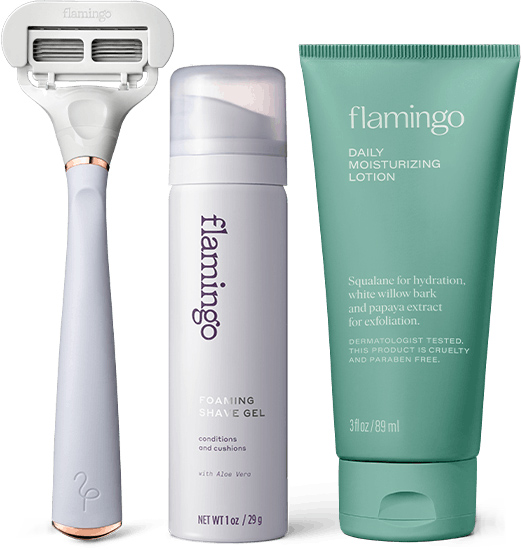 flamingo
flamingo
FOAMING
SHAVE GEL
conditions
and cushions
with Aloe Vera
NET WT 1 oz / 29 g
flamingo
DAILY
MOISTURIZING
LOTION
Squalane for hydration,
white willow bark
and papaya extract
for exfoliation.
DERMATOLOGIST TESTED.
THIS PRODUCT IS CRUELTY
AND PARABEN FREE.
3 fl oz / 89 ml